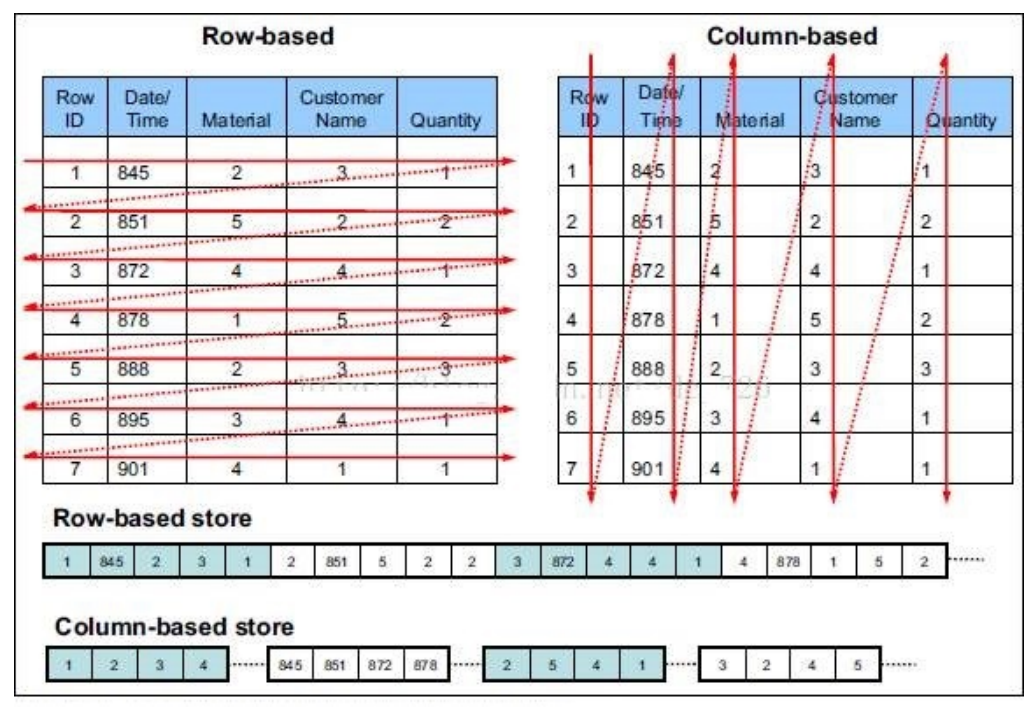 Row-based
Column-based
Row ID Date/ Time Material Customer Name Quantity
1 845 2 3 1
2 851 5 2 2
3 872 4 4 1
4 878 1 5 2
5 888 2 3 3
6 895 3 4 1
7 901 4 1 1
Row ID Date/ Time Material Customer Name Quantity
1 845 2 3 1
2 851 5 2 2
3 872 4 4 1
4 878 1 5 2
5 888 2 3 3
6 895 3 4 1
7 901 4 1 1
Row-based store
1 845 2 3 1 2 851 5 2 2 3 872 4 4 1 4 878 1 5 2
Column-based store
1 2 3 4 845 851 872 878 2 5 4 1 3 2 4 5